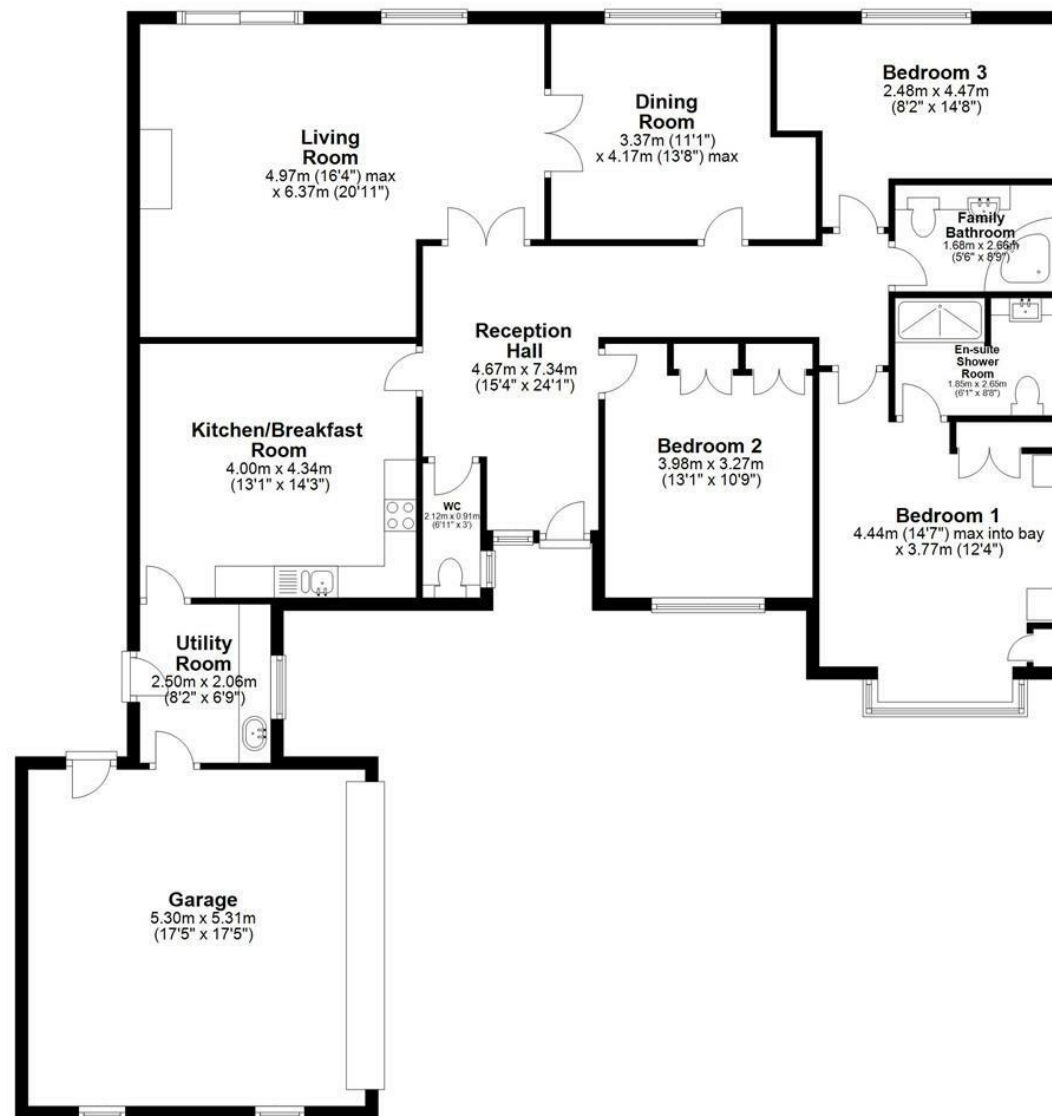 Living
Room
4.97m (16'4") max
x 6.37m (20'11")
Dining
Room
3.37m (11'1")
x 4.17m (13'8") max
Bedroom 3
2.48m x 4.47m
(8'2" x 14'8")
Family
Bathroom
1.68m x 2.66m
(5'6" x 8'9")
Reception
Hall
4.67m x 7.34m
(15'4" x 24'1")
En-suite
Shower
Room
1.85m x 2.65m
(6'1" x 8'8")
Kitchen/Breakfast
Room
4.00m x 4.34m
(13'1" x 14'3")
WC
2.12m x 0.91m
(6'11" x 3')
Bedroom 2
3.98m x 3.27m
(13'1" x 10'9")
Bedroom 1
4.44m (14'7") max into bay
x 3.77m (12'4")
Utility
Room
2.50m x 2.06m
(8'2" x 6'9")
Garage
5.30m x 5.31m
(17'5" x 17'5")